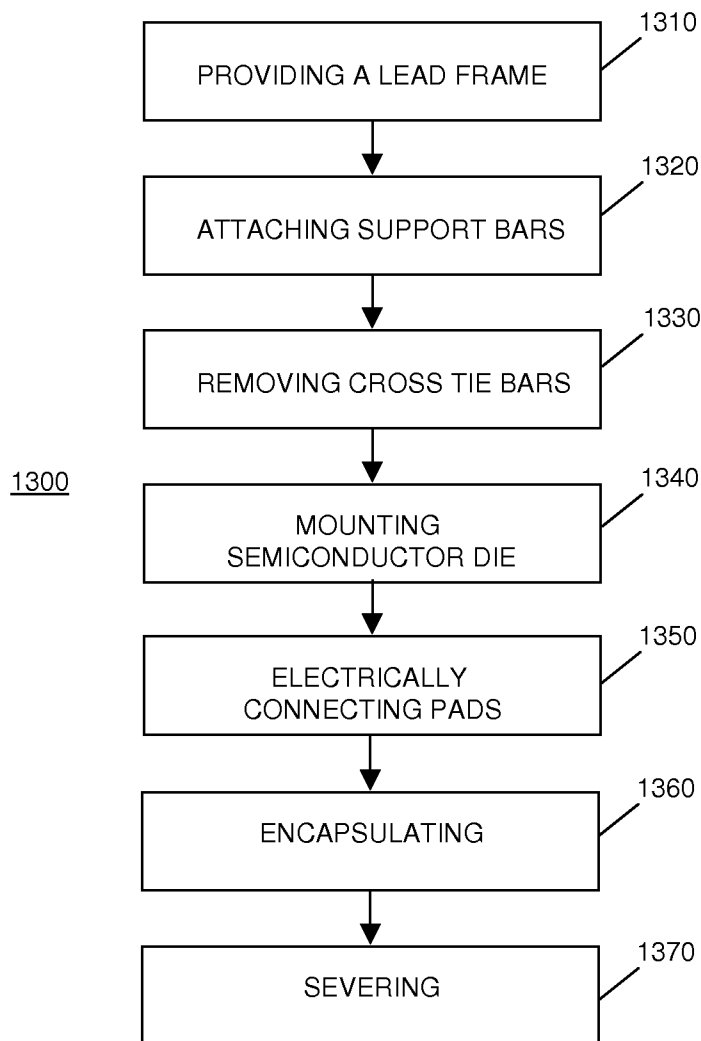 1310
PROVIDING A LEAD FRAME
1320
ATTACHING SUPPORT BARS
1330
REMOVING CROSS TIE BARS
1300
1340
MOUNTING
SEMICONDUCTOR DIE
1350
ELECTRICALLY
CONNECTING PADS
1360
ENCAPSULATING
1370
SEVERING